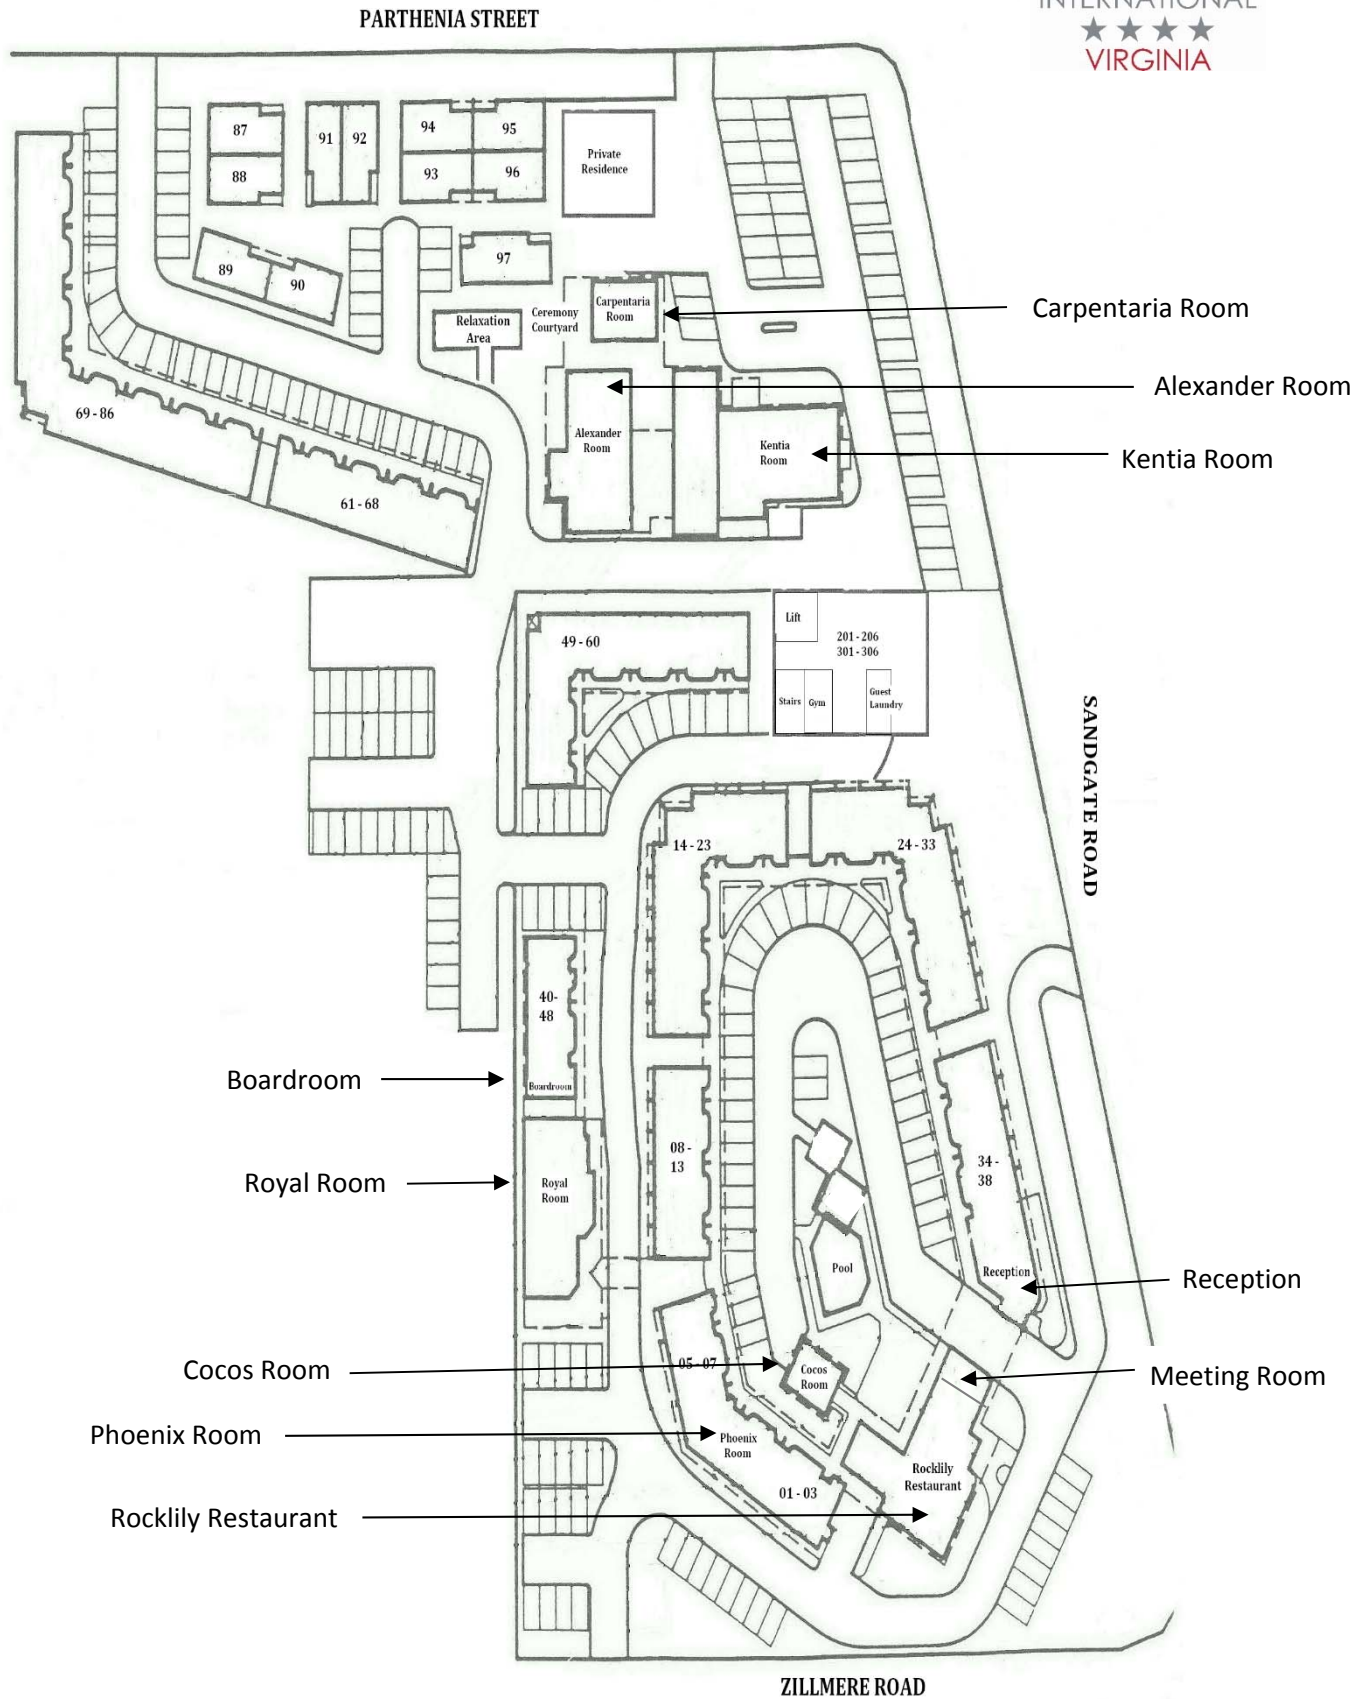 PARTHENIA STREET
INTERNATIONAL
VIRGINIA
87
88
91
92
94
95
93
96
Private
Residence
89
90
97
Relaxation
Area
Ceremony
Courtyard
Carpentaria
Room
Carpentaria Room
Alexander Room
69 - 86
Alexander
Room
Kentia
Room
Kentia Room
61 - 68
49 - 60
Lift
201 - 206
301 - 306
Stairs
Gym
Guest
Laundry
SANDGATE ROAD
14 - 23
24 - 33
40-
48
Boardroom
Boardroom
08 -
13
34 -
38
Royal Room
Royal
Room
Pool
Reception
Reception
Cocos Room
05 - 07
Cocos
Room
Meeting Room
Phoenix Room
Phoenix
Room
Rocklily
Restaurant
01 - 03
Rocklily Restaurant
ZILLMERE ROAD